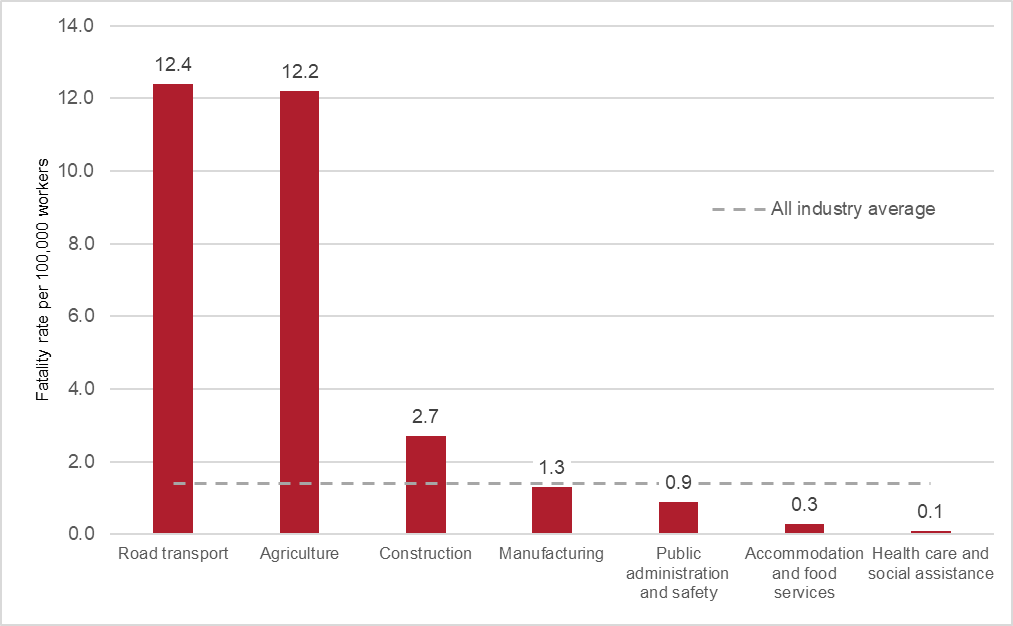 14.0
12.0
10.0
8.0
6.0
4.0
2.0
0.0
Fatality rate per 100,000 workers
12.4
12.2
2.7
1.3
0.9
0.3
0.1
All industry average
Road transport
Agriculture
Construction
Manufacturing
Public
administration
and safety
Accommodation
and food
services
Health care and
social assistance